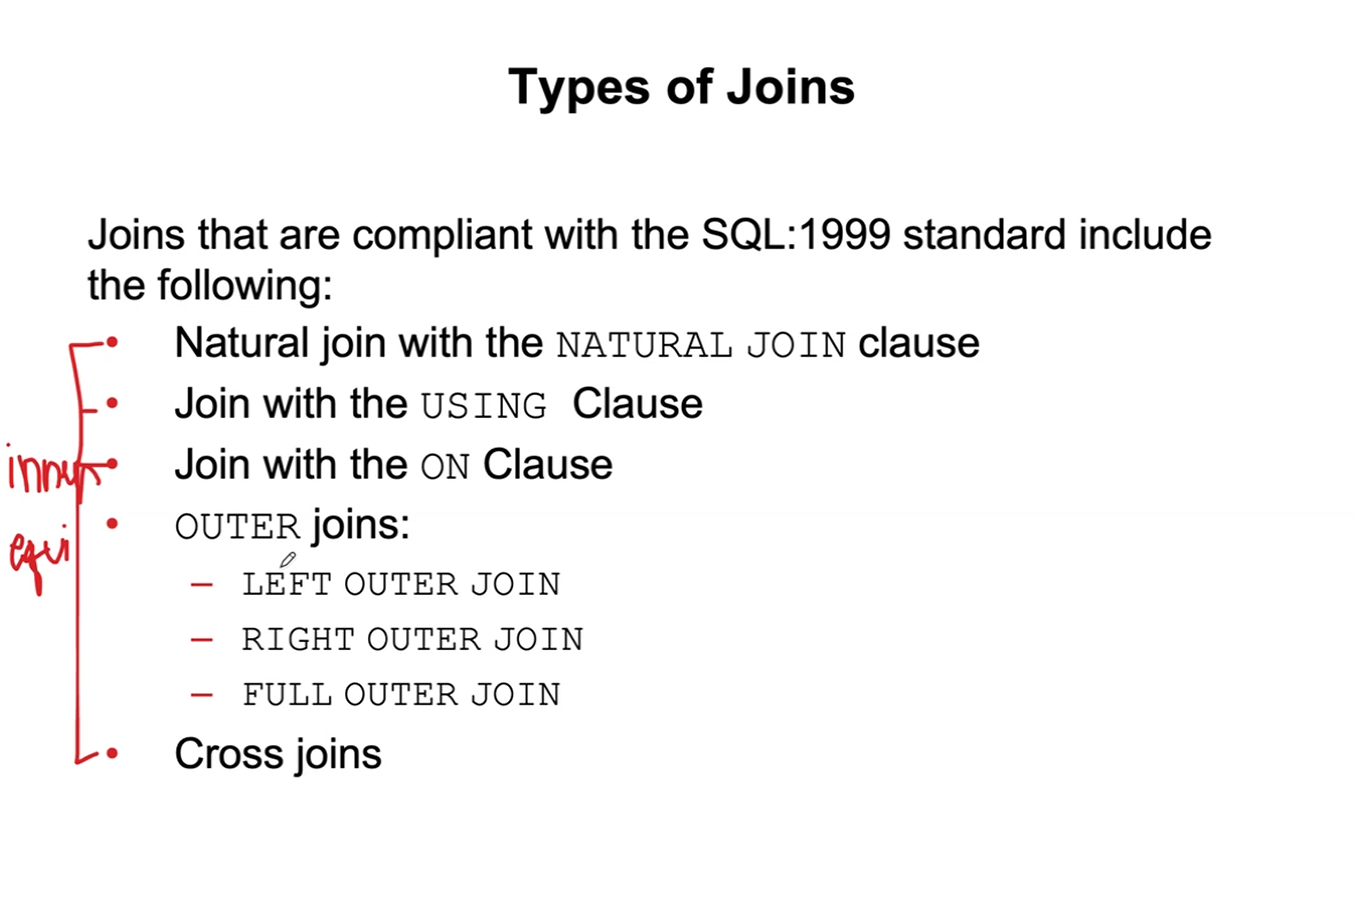 Types of Joins
Joins that are compliant with the SQL:1999 standard include
the following:
• Natural join with the NATURAL JOIN clause
• Join with the USING Clause
• Join with the ON Clause
inner
• OUTER joins:
equi
– LEFT OUTER JOIN
– RIGHT OUTER JOIN
– FULL OUTER JOIN
• Cross joins